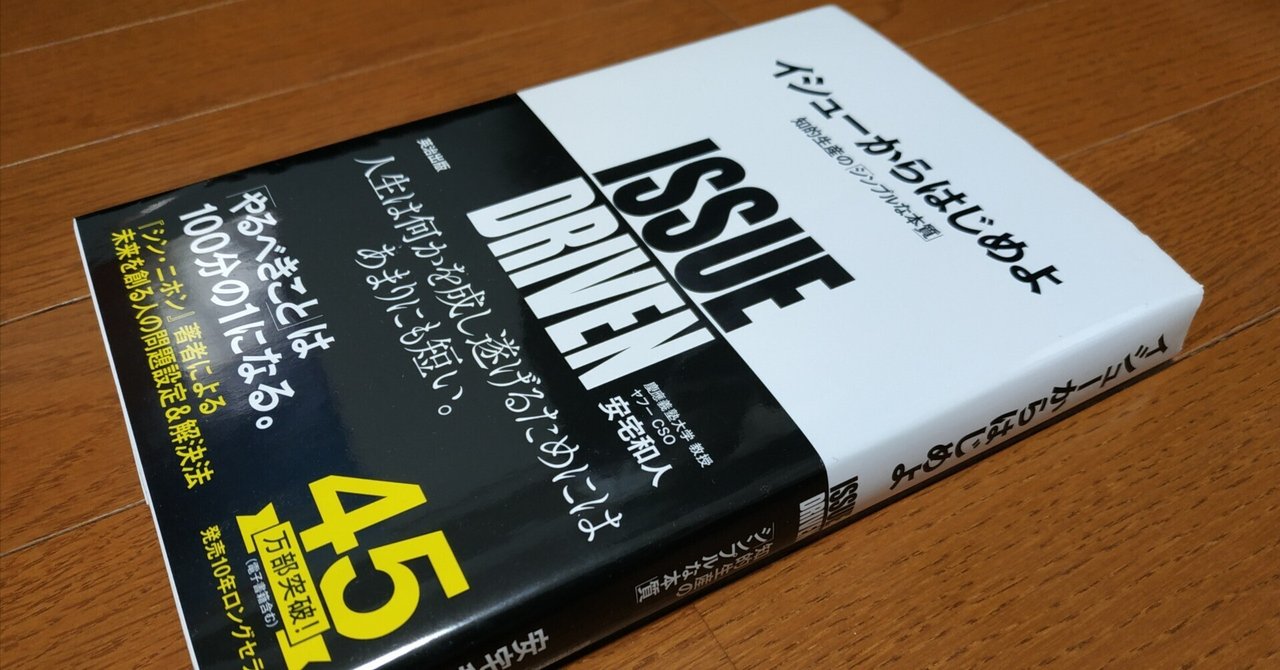 イシューからはじめよ
知的生産の「シンプルな本質」
ISSUE
DRIVEN
慶應義塾大学 教授
ヤフー CSO
安宅和人
英治出版
人生は何かを成し遂げるためには
あまりにも短い。
「やるべきこと」は
100分の1になる。
『シン・ニホン』著者による
未来を創る人の問題設定&解決法
45
万部突破!
(電子書籍含む)
発売10年ロングセラ
イシューからはじめよ
ISSUE
DRIVEN
知的生産の
「シンプルな本質」
安宅